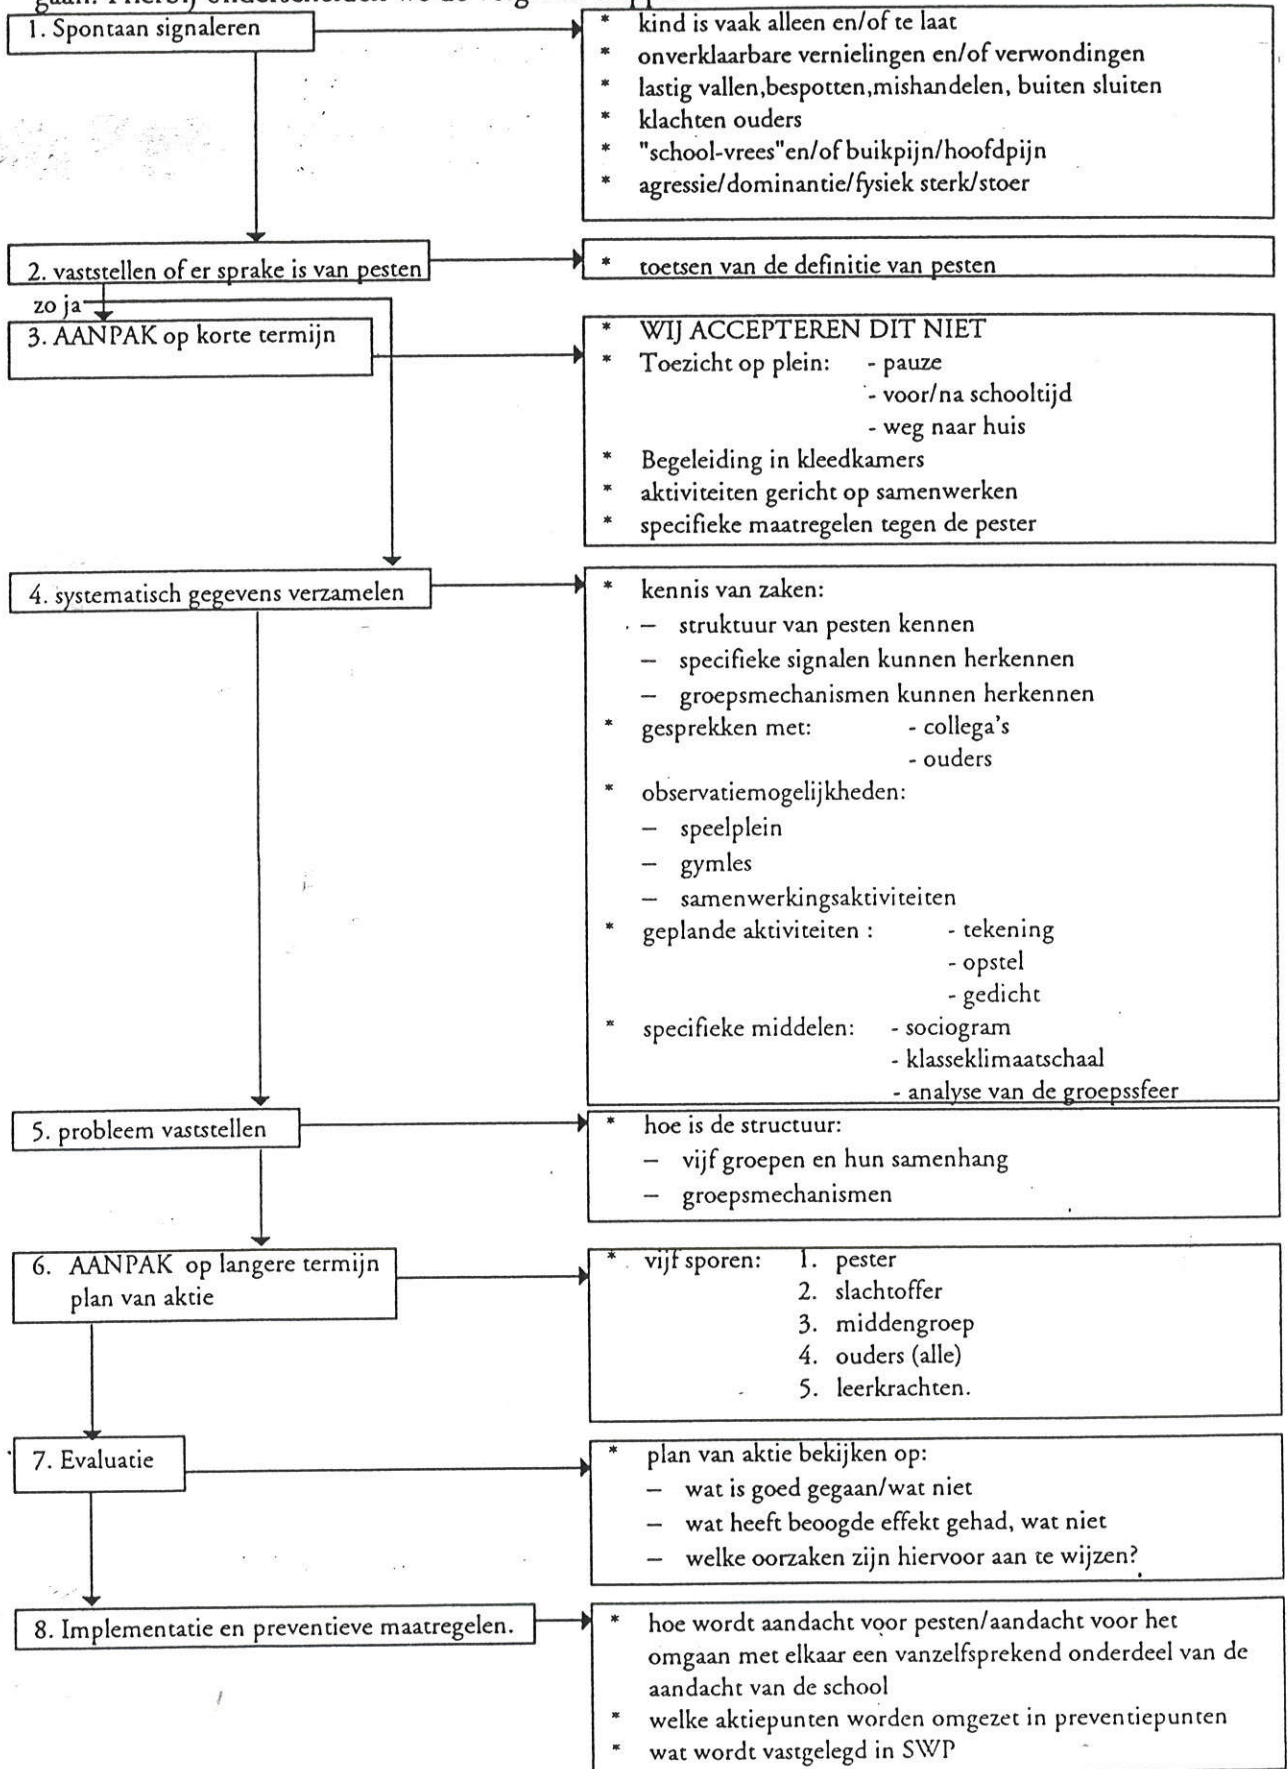 1. Spontaan signaleren
* kind is vaak alleen en/of te laat
* onverklaarbare vernielingen en/of verwondingen
* lastig vallen,bespotten,mishandelen, buiten sluiten
* klachten ouders
* "school-vrees"en/of buikpijn/hoofdpijn
* agressie/dominantie/fysiek sterk/stoer
2. vaststellen of er sprake is van pesten
* toetsen van de definitie van pesten
zo ja
3. AANPAK op korte termijn
* WIJ ACCEPTEREN DIT NIET
* Toezicht op plein: - pauze
- voor/na schooltijd
- weg naar huis
* Begeleiding in kleedkamers
* aktiviteiten gericht op samenwerken
* specifieke maatregelen tegen de pester
4. systematisch gegevens verzamelen
* kennis van zaken:
– struktuur van pesten kennen
– specifieke signalen kunnen herkennen
– groepsmechanismen kunnen herkennen
* gesprekken met: - collega's
- ouders
* observatiemogelijkheden:
– speelplein
– gymles
– samenwerkingsaktiviteiten
* geplande aktiviteiten : - tekening
- opstel
- gedicht
* specifieke middelen: - sociogram
- klasseklimaatschaal
- analyse van de groepssfeer
5. probleem vaststellen
* hoe is de structuur:
– vijf groepen en hun samenhang
– groepsmechanismen
6. AANPAK op langere termijn
plan van aktie
* vijf sporen: 1. pester
2. slachtoffer
3. middengroep
4. ouders (alle)
5. leerkrachten.
7. Evaluatie
* plan van aktie bekijken op:
– wat is goed gegaan/wat niet
– wat heeft beoogde effekt gehad, wat niet
– welke oorzaken zijn hiervoor aan te wijzen?
8. Implementatie en preventieve maatregelen.
* hoe wordt aandacht voor pesten/aandacht voor het
omgaan met elkaar een vanzelfsprekend onderdeel van de
aandacht van de school
* welke aktiepunten worden omgezet in preventiepunten
* wat wordt vastgelegd in SWP